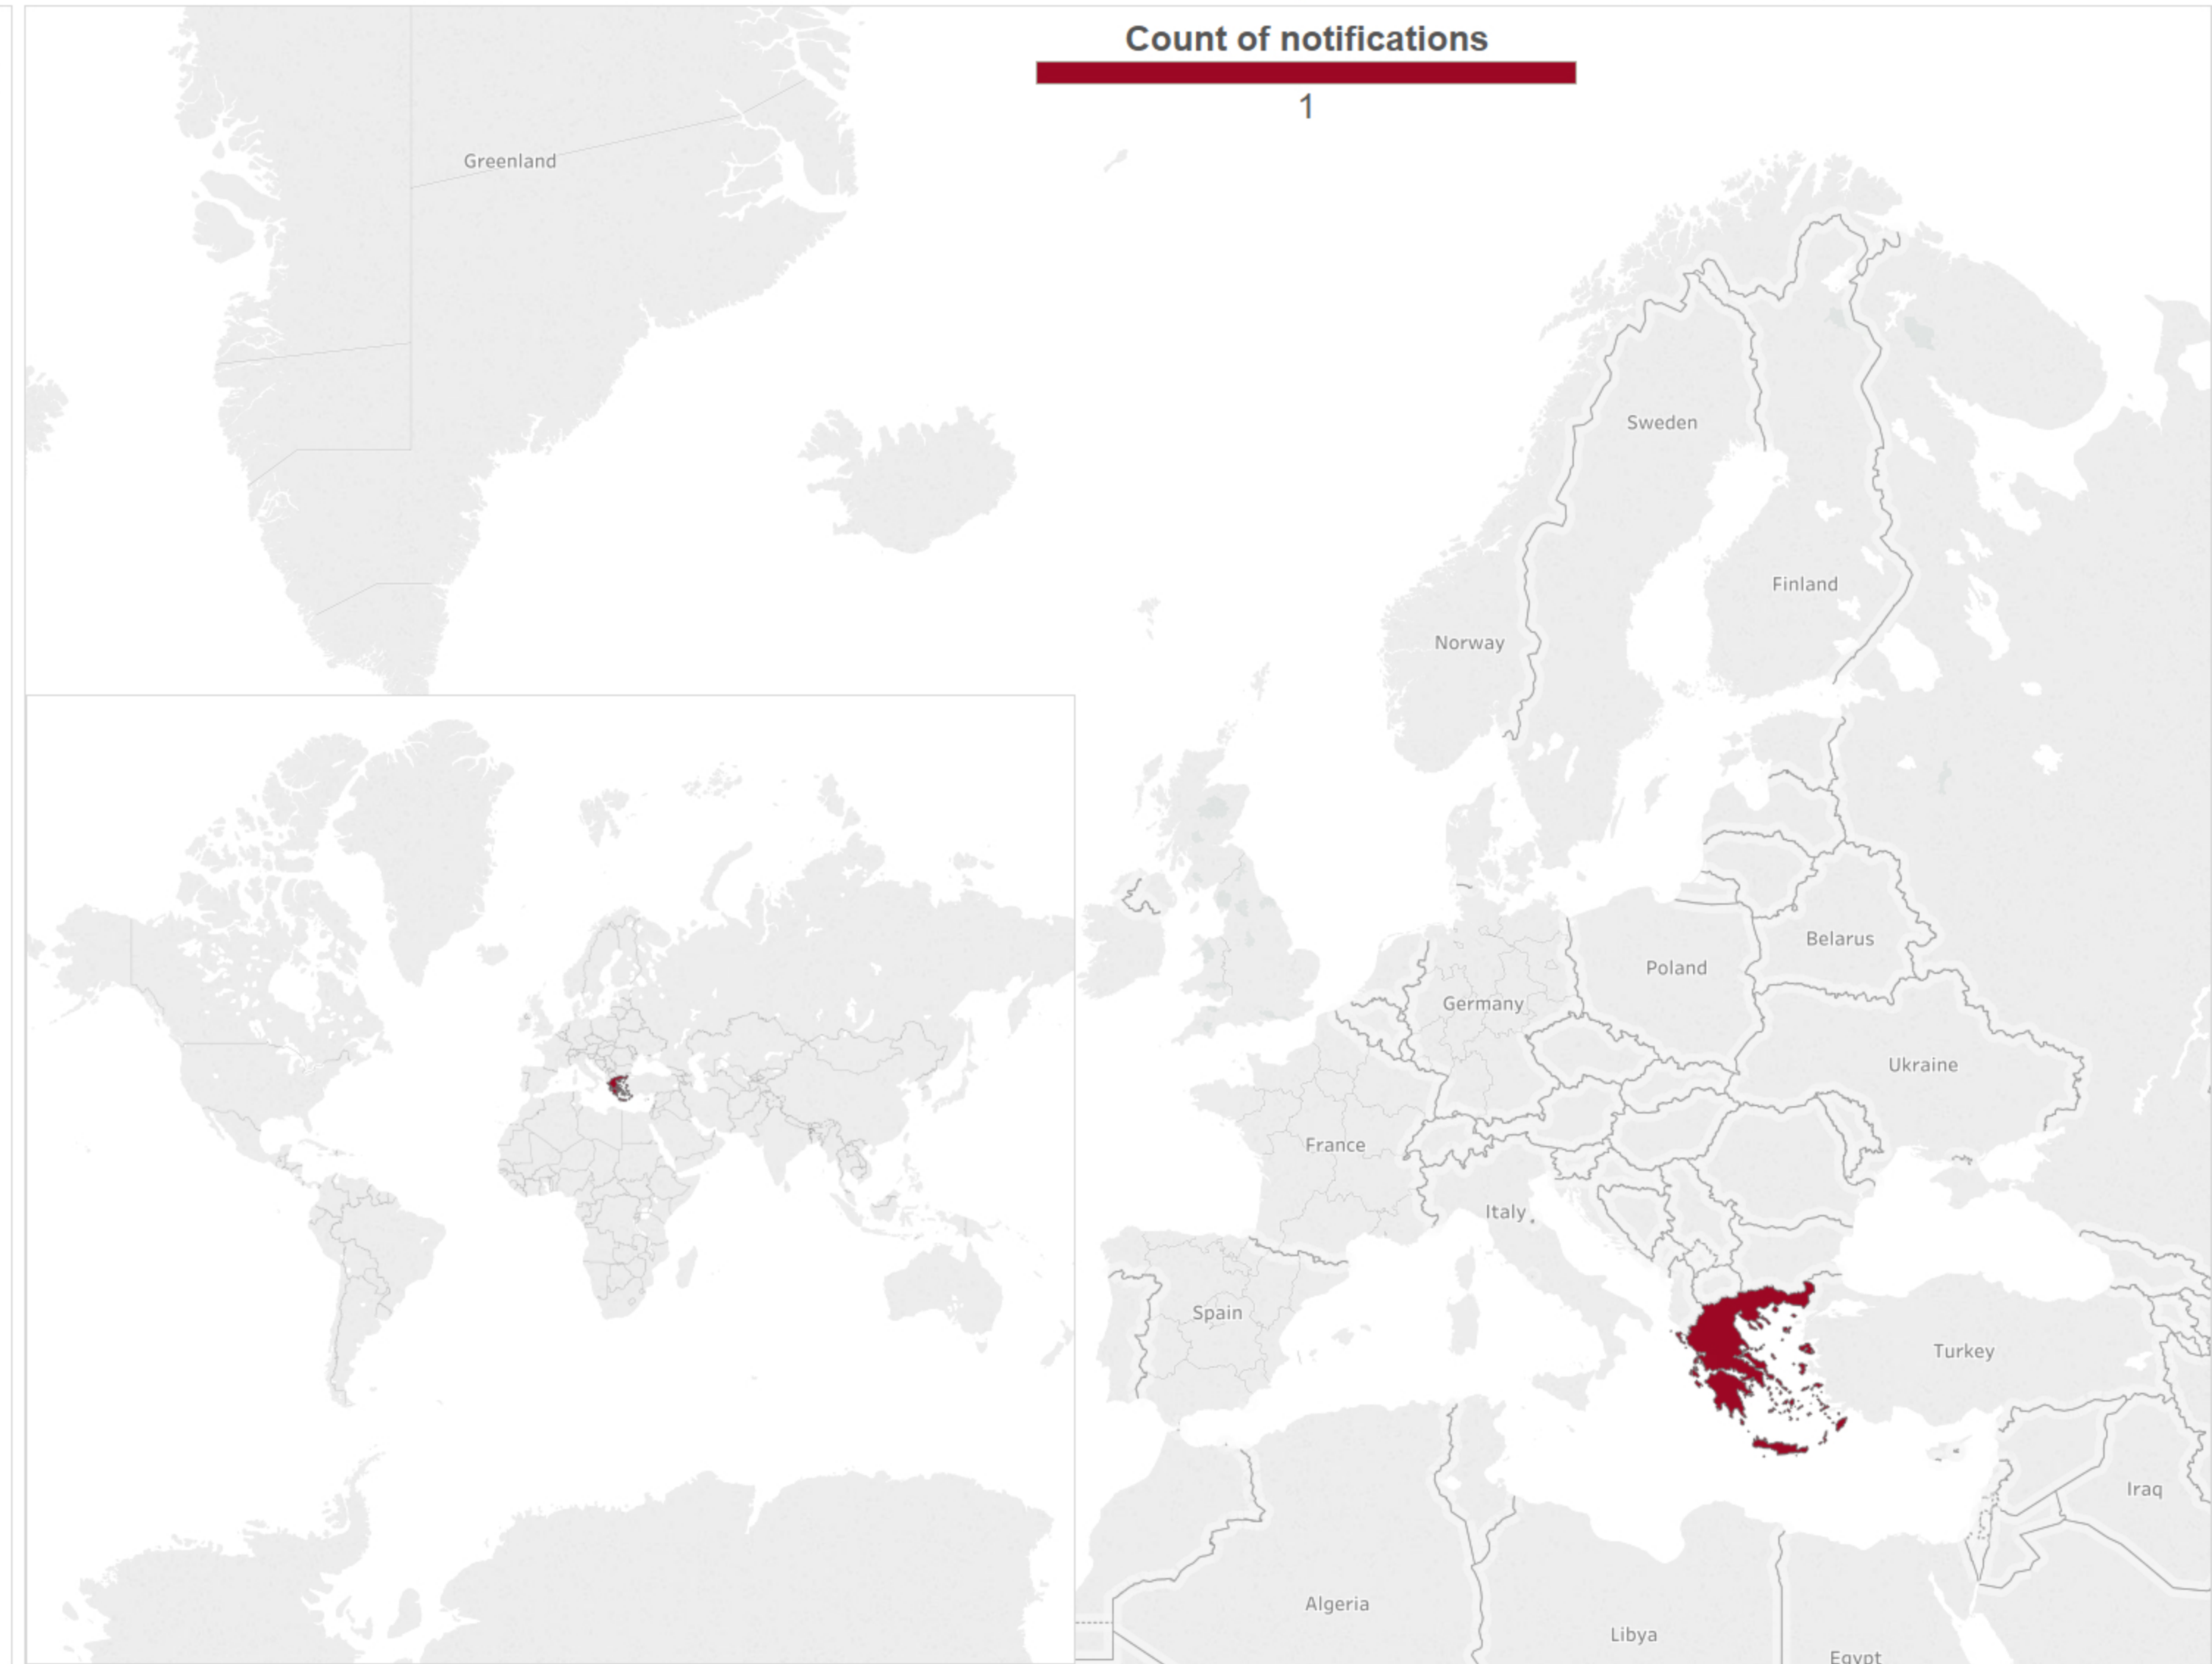 Count of notifications
1
Greenland
Sweden
Finland
Norway
Belarus
Poland
Germany
Ukraine
France
Italy
Spain
Turkey
Iraq
Algeria
Libya
Egypt